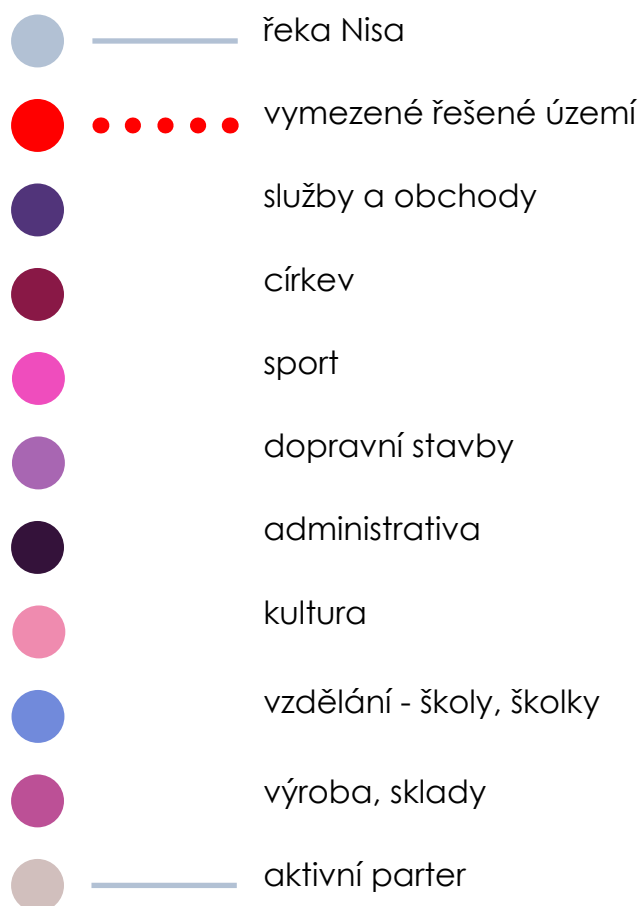 řeka Nisa
vymezené řešené území
služby a obchody
církev
sport
dopravní stavby
administrativa
kultura
vzdělání - školy, školky
výroba, sklady
aktivní parter